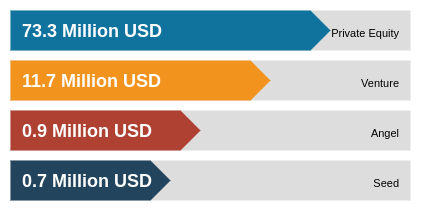 73.3 Million USD Private Equity
11.7 Million USD Venture
0.9 Million USD Angel
0.7 Million USD Seed